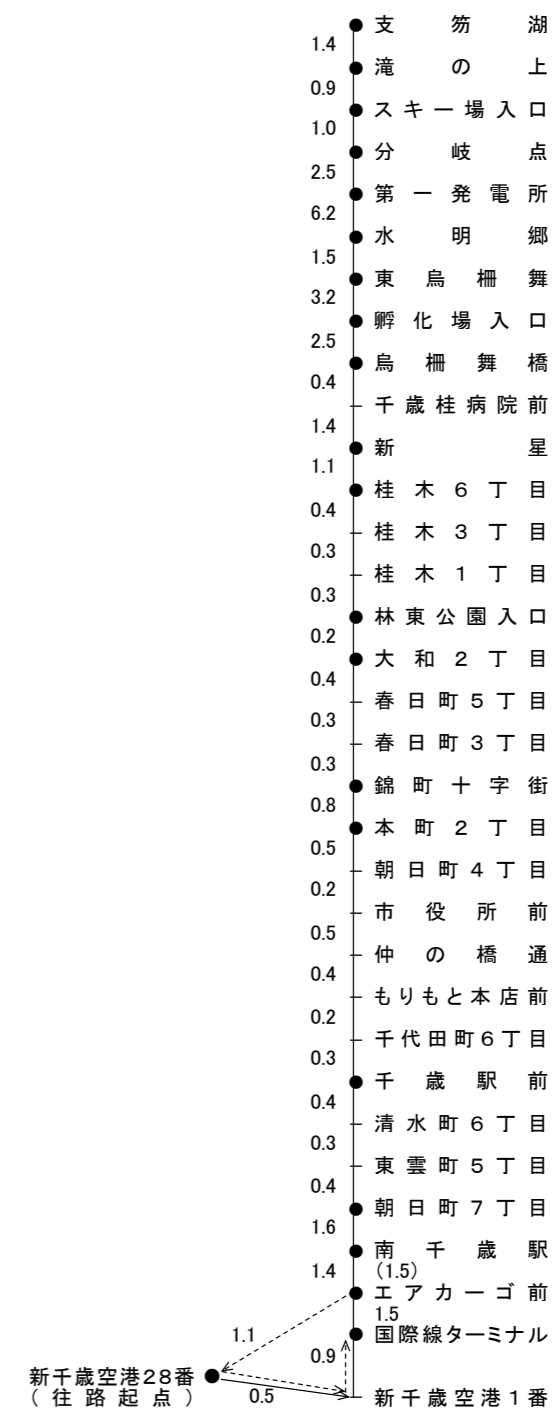 支笏湖
1.4
滝の上
0.9
スキー場入口
1.0
分岐点
2.5
第一発電所
6.2
水明郷
1.5
東烏柵舞
3.2
孵化場入口
2.5
烏柵舞橋
0.4
千歳桂病院前
1.4
新星
1.1
桂木6丁目
0.4
桂木3丁目
0.3
桂木1丁目
0.3
林東公園入口
0.2
大和2丁目
0.4
春日町5丁目
0.3
春日町3丁目
0.3
錦町十字街
0.8
本町2丁目
0.5
朝日町4丁目
0.2
市役所前
0.5
仲の橋通
0.4
もりもと本店前
0.2
千代田町6丁目
0.3
千歳駅前
0.4
清水町6丁目
0.3
東雲町5丁目
0.4
朝日町7丁目
1.6
南千歳駅
1.4 (1.5)
エアカーゴ前
1.5
1.1 国際線ターミナル
0.9
新千歳空港28番
(往路起点) 0.5 新千歳空港1番